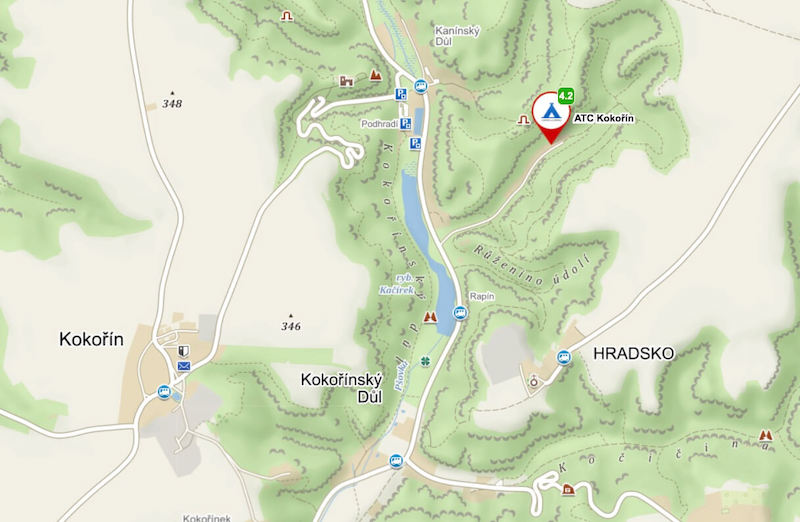 Kanínský
Důl
4.2
ATC Kokořín
348
Podhradí
Kokořínský důl
Růženino údolí
ryb.
Kačírek
Rapín
346
Kokořín
HRADSKO
Kokořínský
Důl
Pšovka
Kočičina
Kokořínek